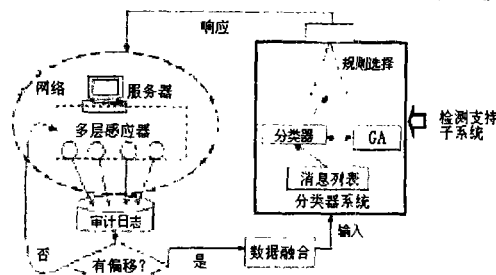 响应
网络
服务器
多层感应器
审计日志
否
有偏移?
是
数据融合
输入
规则选择
分类器
GA
消息列表
分类器系统
检测支持
子系统